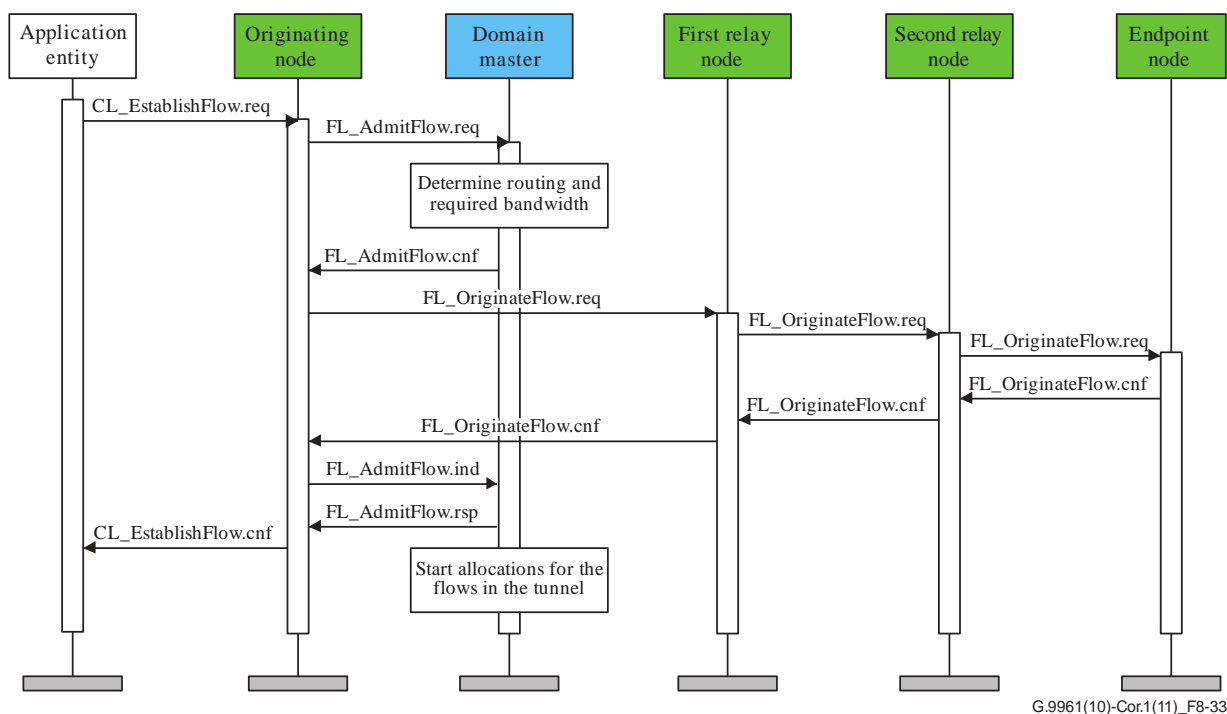 Application
entity
Originating
node
Domain
master
First relay
node
Second relay
node
Endpoint
node
CL_EstablishFlow.req
FL_AdmitFlow.req
Determine routing and
required bandwidth
FL_AdmitFlow.cnf
FL_OriginateFlow.req
FL_OriginateFlow.req
FL_OriginateFlow.req
FL_OriginateFlow.cnf
FL_OriginateFlow.cnf
FL_OriginateFlow.cnf
FL_AdmitFlow.ind
FL_AdmitFlow.rsp
CL_EstablishFlow.cnf
Start allocations for the
flows in the tunnel
G.9961(10)-Cor.1(11)_F8-33